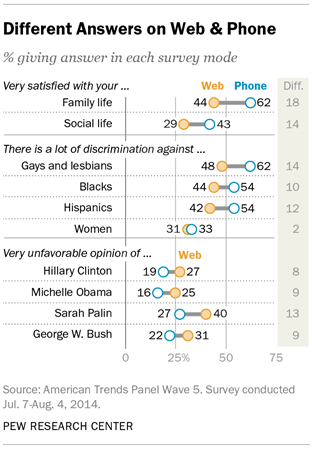 Different Answers on Web & Phone
% giving answer in each survey mode
Very satisfied with your ... Web Phone Diff.
Family life 44 62 18
Social life 29 43 14
There is a lot of discrimination against ...
Gays and lesbians 48 62 14
Blacks 44 54 10
Hispanics 42 54 12
Women 31 33 2
Very unfavorable opinion of ... Web
Hillary Clinton 19 27 8
Michelle Obama 16 25 9
Sarah Palin 27 40 13
George W. Bush 22 31 9
0 25% 50 75
Source: American Trends Panel Wave 5. Survey conducted
Jul. 7-Aug. 4, 2014.
PEW RESEARCH CENTER